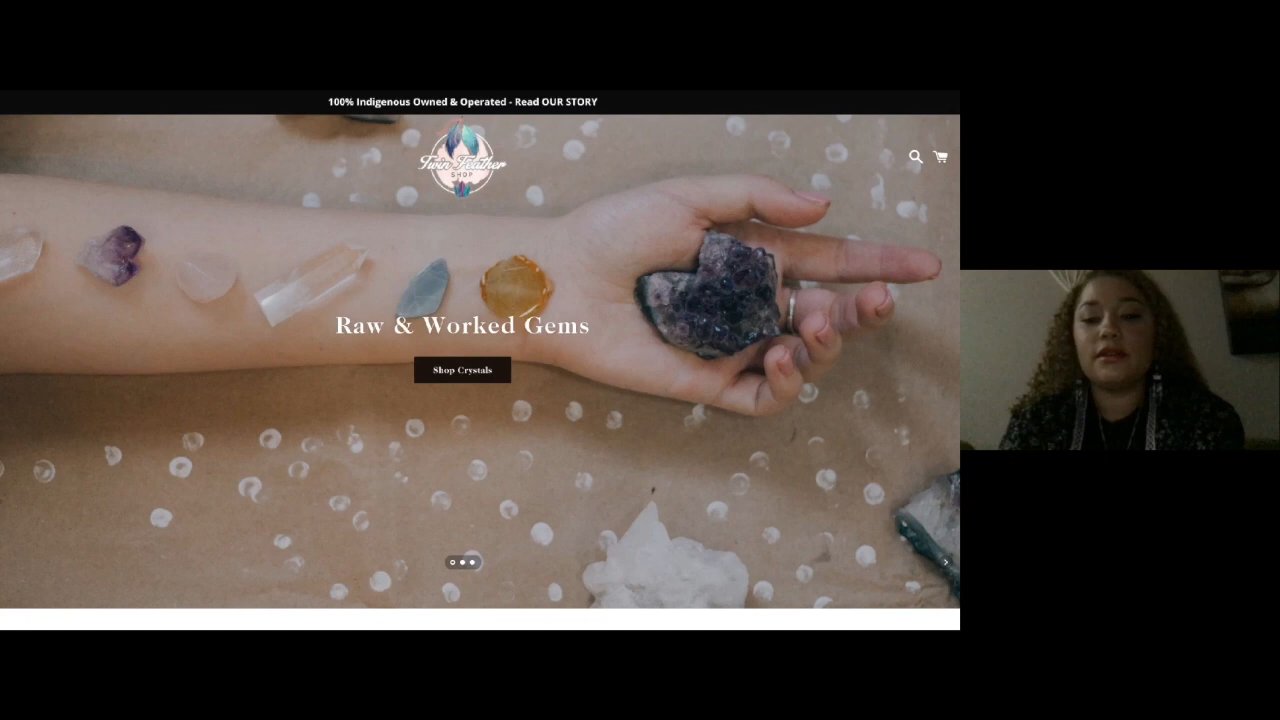 100% Indigenous Owned & Operated - Read OUR STORY
Twin Feather
SHOP
Raw & Worked Gems
Shop Crystals